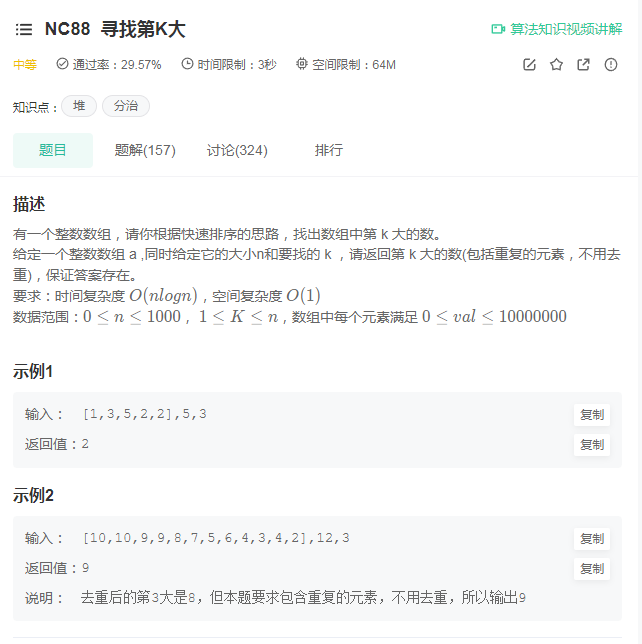 NC88 寻找第K大
算法知识视频讲解
中等 通过率：29.57% 时间限制：3秒 空间限制：64M
知识点： 堆 分治
题目 题解(157) 讨论(324) 排行
描述
有一个整数数组，请你根据快速排序的思路，找出数组中第 k 大的数。
给定一个整数数组 a ,同时给定它的大小n和要找的 k ，请返回第 k 大的数(包括重复的元素，不用去
重)，保证答案存在。
要求：时间复杂度 O(nlogn)，空间复杂度 O(1)
数据范围：0 ≤ n ≤ 1000， 1 ≤ K ≤ n，数组中每个元素满足 0 ≤ val ≤ 10000000
示例1
输入： [1,3,5,2,2],5,3 复制
返回值：2 复制
示例2
输入： [10,10,9,9,8,7,5,6,4,3,4,2],12,3 复制
返回值：9 复制
说明： 去重后的第3大是8，但本题要求包含重复的元素，不用去重，所以输出9